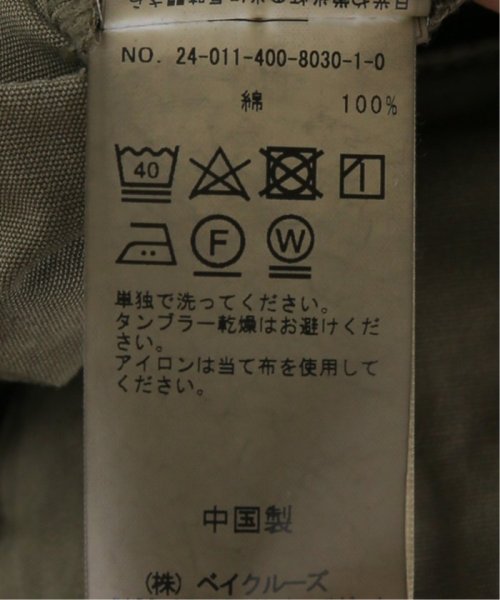 NO. 24-011-400-8030-1-0
綿 100%
40
F W
単独で洗ってください。
タンブラー乾燥はお避けくだ
さい。
アイロンは当て布を使用して
ください。
中国製
(株) ベイクルーズ